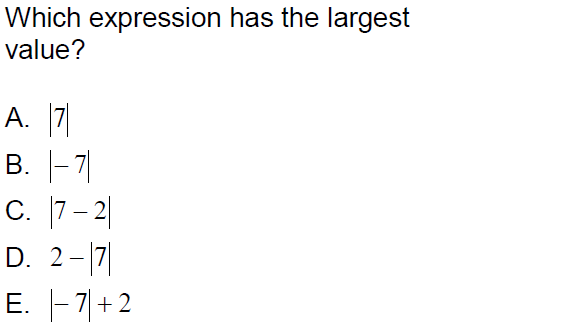 Which expression has the largest
value?
A. |7|
B. |– 7|
C. |7 – 2|
D. 2 – |7|
E. |– 7| + 2